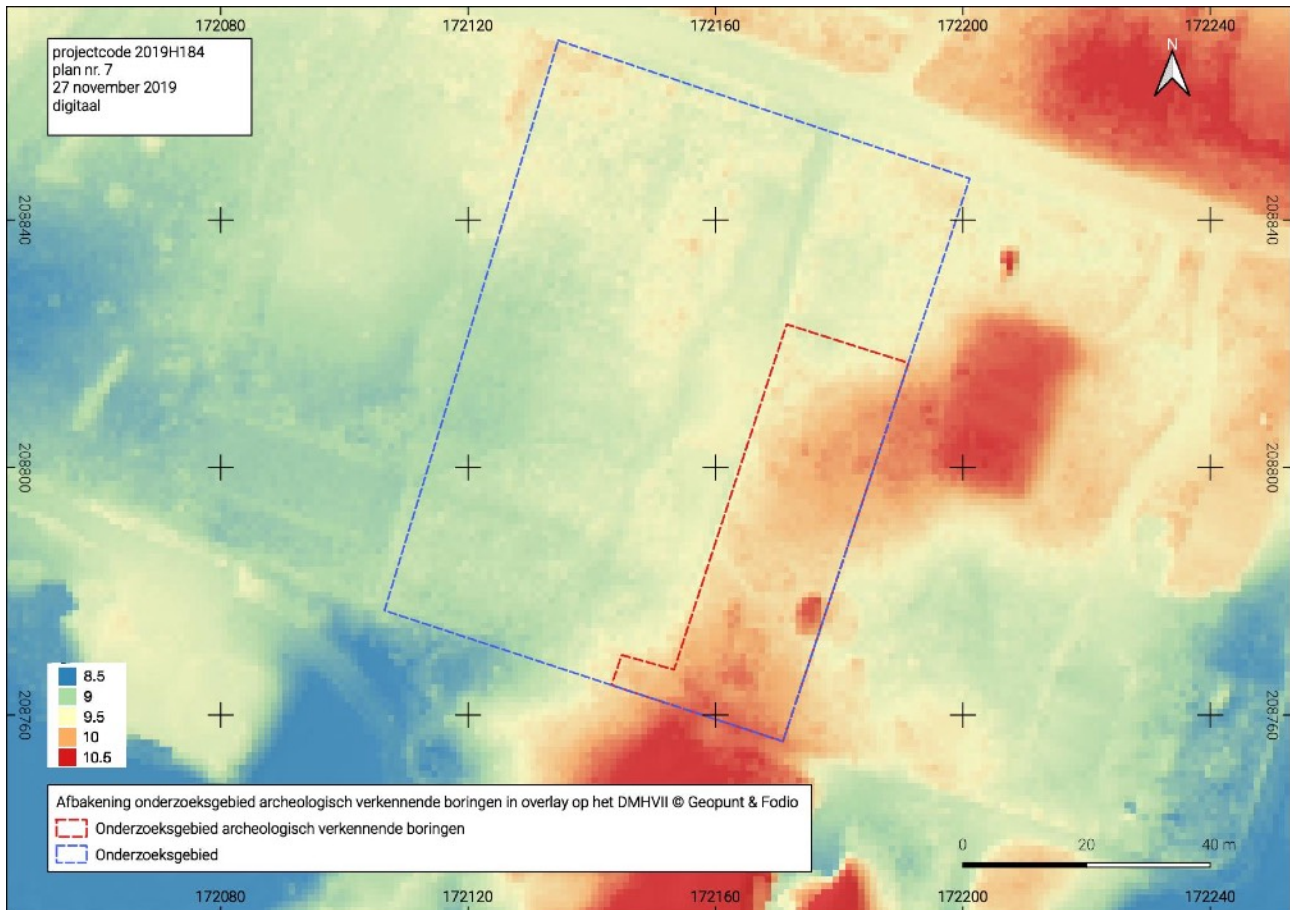 172080 172120 172160 172200 172240
projectcode 2019H184
plan nr. 7
27 november 2019
digitaal
N
208840 208840
208800 208800
8.5
9
9.5
10
10.5
208760 208760
Afbakening onderzoeksgebied archeologisch verkennende boringen in overlay op het DMHVII © Geopunt & Fodio
Onderzoeksgebied archeologisch verkennende boringen
Onderzoeksgebied
0 20 40 m
172080 172120 172160 172200 172240